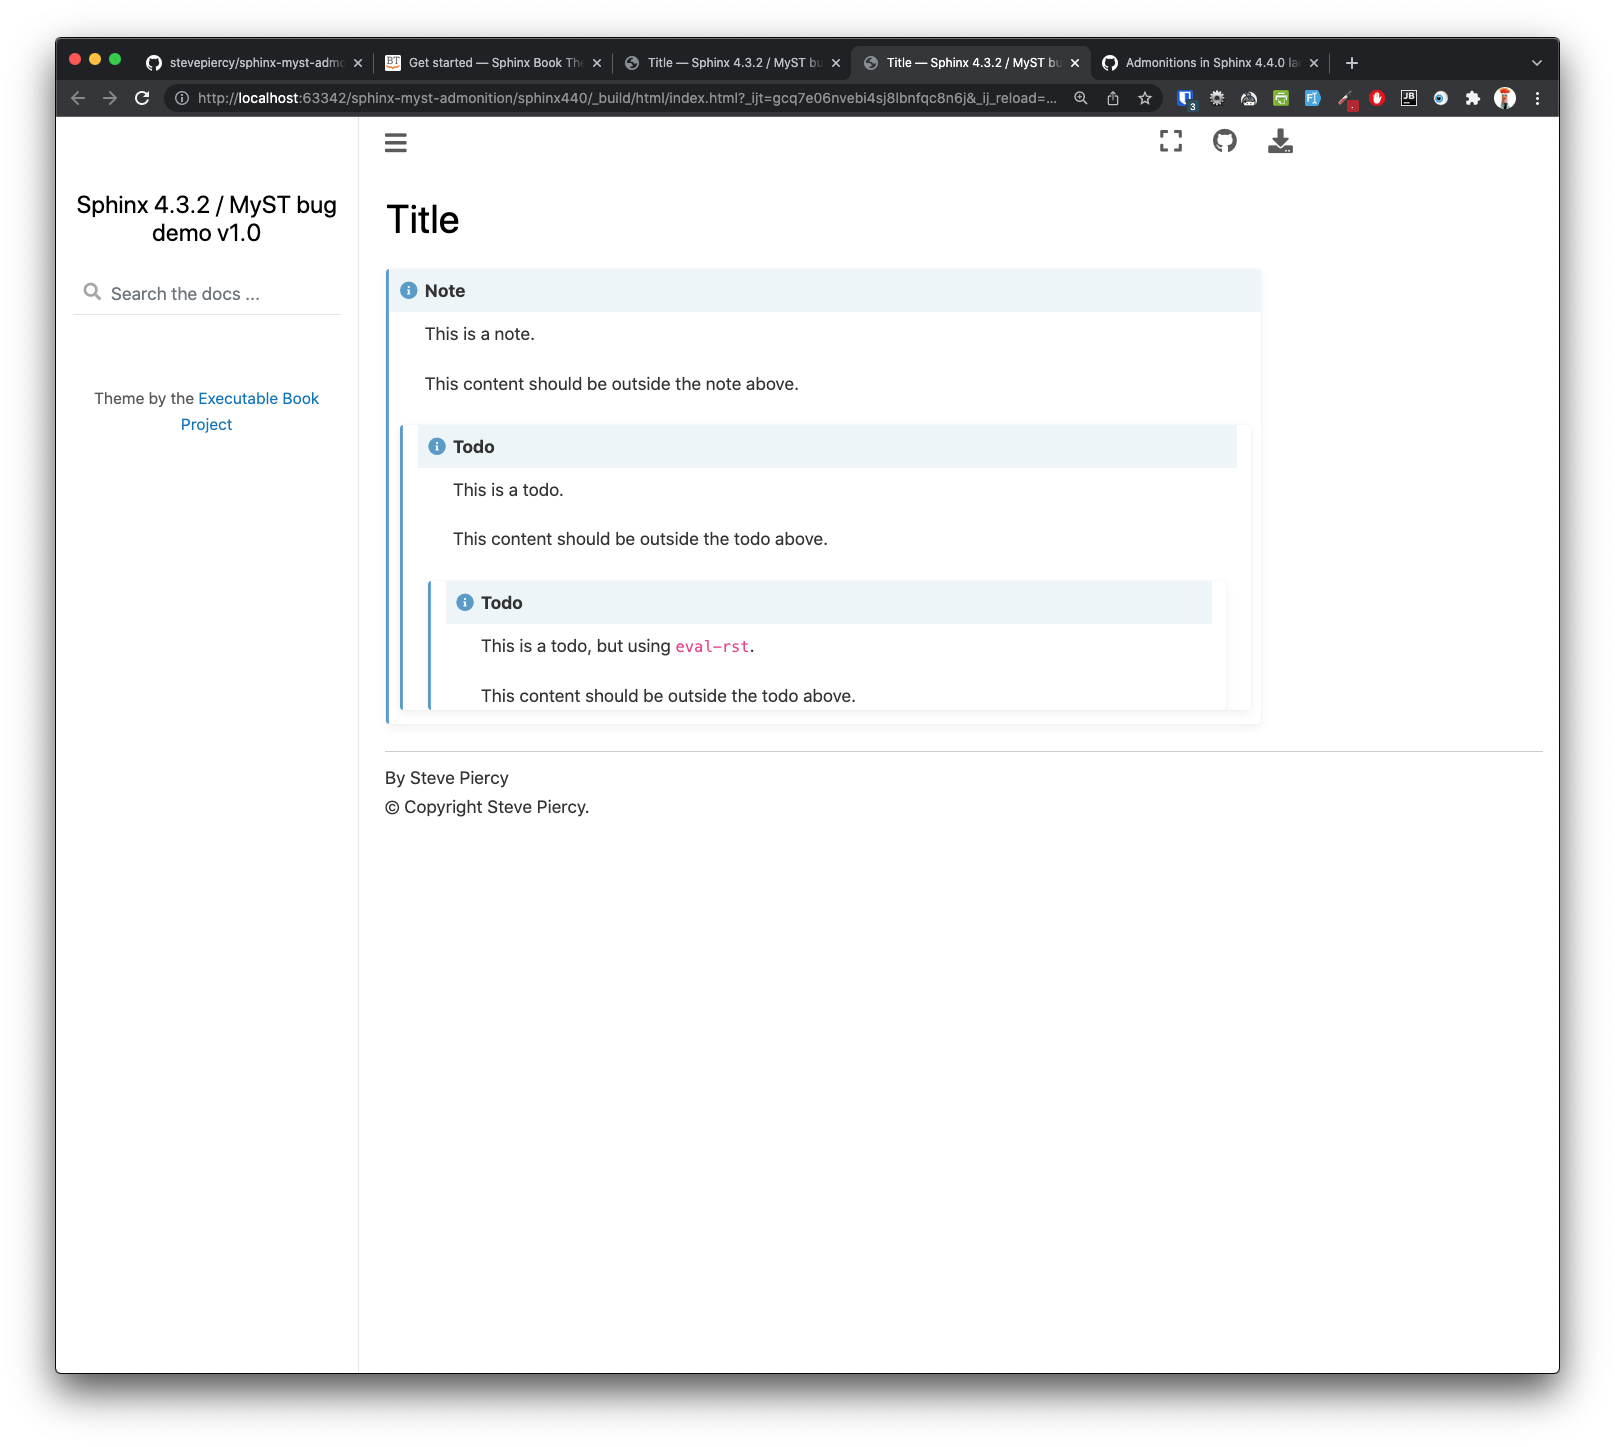 stevepiercy/sphinx-myst-admo
Get started — Sphinx Book The
Title — Sphinx 4.3.2 / MyST bu
Title — Sphinx 4.3.2 / MyST bu
Admonitions in Sphinx 4.4.0 la
http://localhost:63342/sphinx-myst-admonition/sphinx440/_build/html/index.html?_ijt=gcq7e06nvebi4sj8lbnfqc8n6j&_ij_reload=...
3
JB
Sphinx 4.3.2 / MyST bug
demo v1.0
Search the docs ...
Theme by the Executable Book
Project
Title
Note
This is a note.
This content should be outside the note above.
Todo
This is a todo.
This content should be outside the todo above.
Todo
This is a todo, but using eval-rst.
This content should be outside the todo above.
By Steve Piercy
© Copyright Steve Piercy.